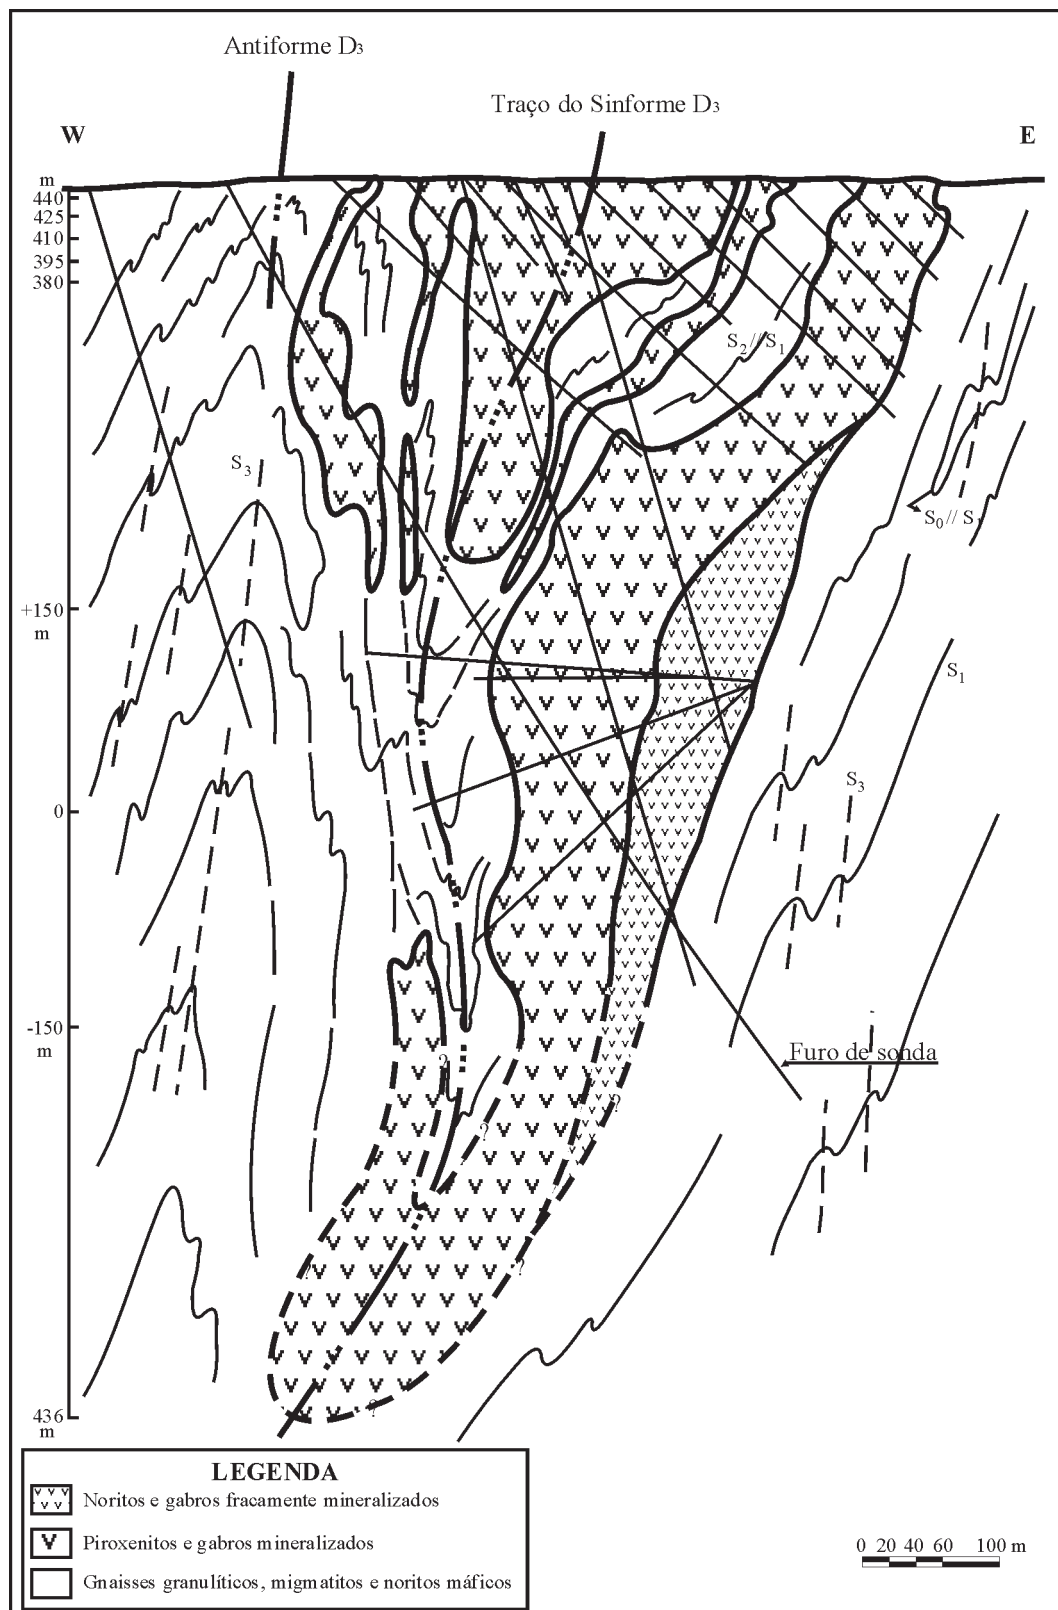 Antiforme D3
Traço do Sinforme D3
W
E
m
440
425
410
395
380
S2//S1
S3
S0//S1
+150
m
S1
S3
0
-150
m
Furo de sonda
?
?
?
?
?
?
436
m
LEGENDA
Noritos e gabros fracamente mineralizados
Piroxenitos e gabros mineralizados
Gnaisses granulíticos, migmatitos e noritos máficos
0 20 40 60 100 m